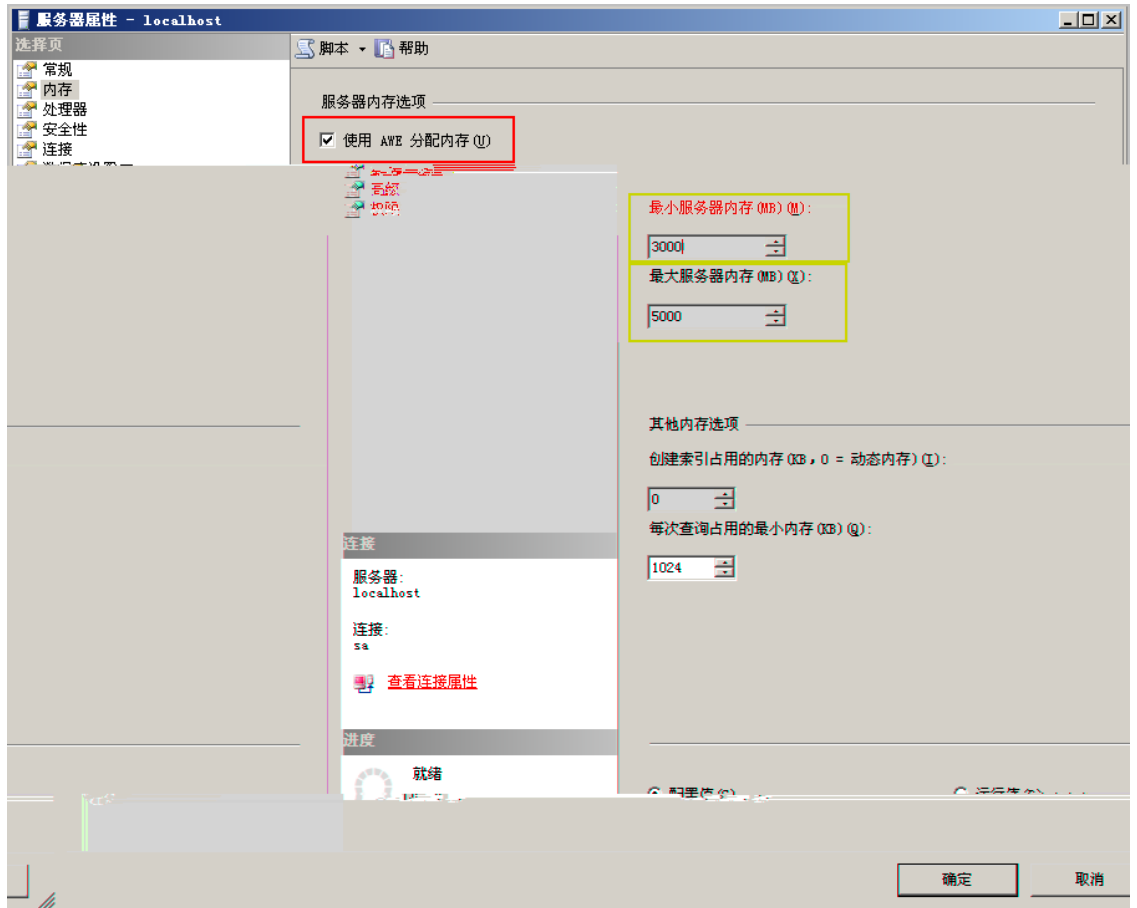 服务器属性 - localhost
选择页
脚本
帮助
常规
内存
处理器
安全性
连接
服务器内存选项
使用 AWE 分配内存(U)
高级
权限
最小服务器内存(MB)(M):
3000
最大服务器内存(MB)(X):
5000
其他内存选项
创建索引占用的内存(KB,0 = 动态内存)(I):
0
每次查询占用的最小内存(KB)(Q):
1024
连接
服务器:
localhost
连接:
sa
查看连接属性
进度
就绪
配置值(C)
运行值(R)
确定
取消